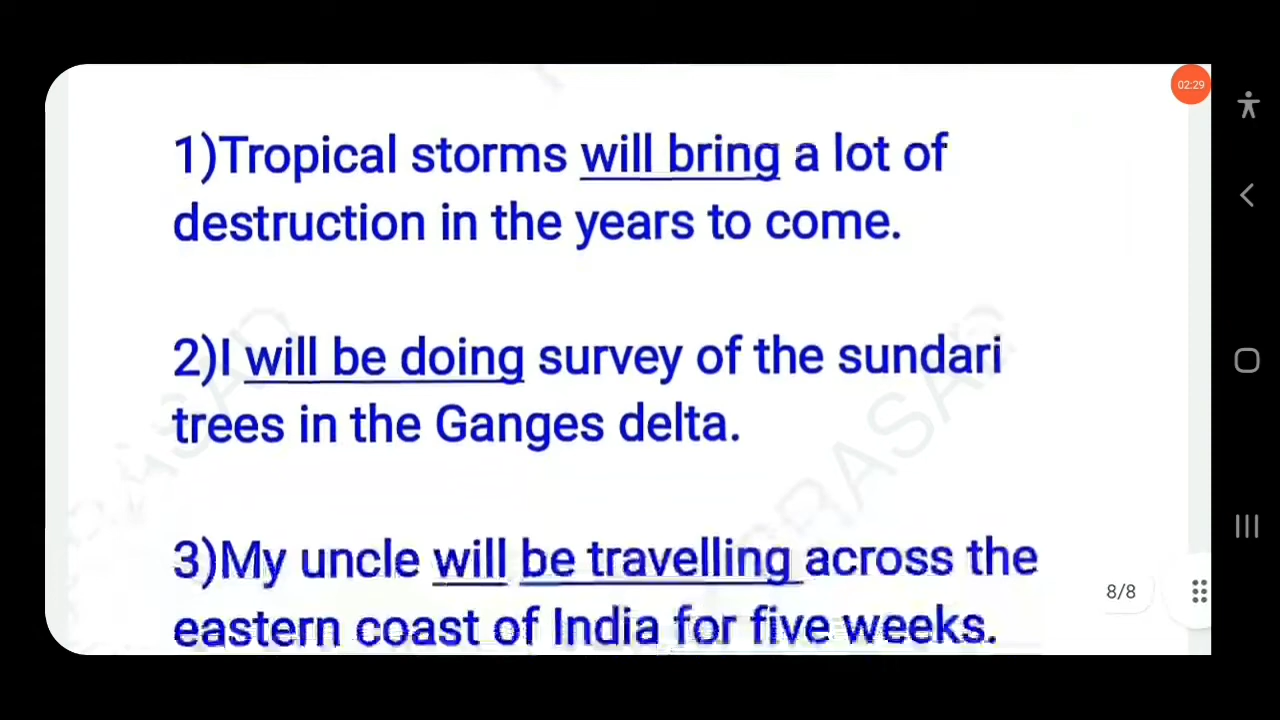 02:29
1)Tropical storms will bring a lot of
destruction in the years to come.
2)I will be doing survey of the sundari
trees in the Ganges delta.
3)My uncle will be travelling across the
eastern coast of India for five weeks.
8/8